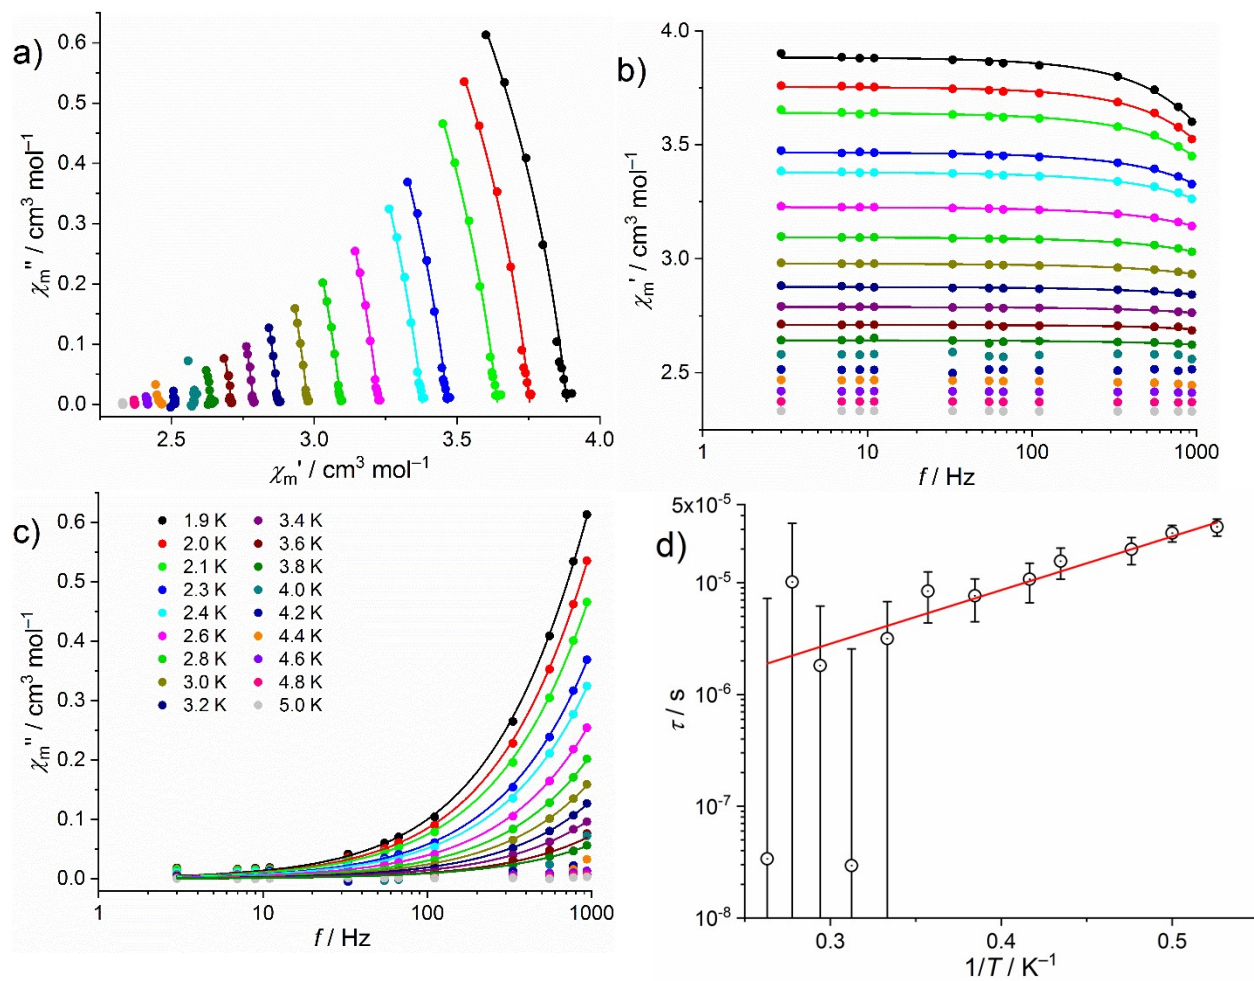 a)
0.6
0.5
0.4
0.3
0.2
0.1
0.0
χm'' / cm³ mol⁻¹
2.5 3.0 3.5 4.0
χm' / cm³ mol⁻¹
b)
4.0
3.5
3.0
2.5
χm' / cm³ mol⁻¹
1 10 100 1000
f / Hz
c)
0.6
0.5
0.4
0.3
0.2
0.1
0.0
χm'' / cm³ mol⁻¹
1.9 K 3.4 K
2.0 K 3.6 K
2.1 K 3.8 K
2.3 K 4.0 K
2.4 K 4.2 K
2.6 K 4.4 K
2.8 K 4.6 K
3.0 K 4.8 K
3.2 K 5.0 K
1 10 100 1000
f / Hz
d)
5x10⁻⁵
10⁻⁵
10⁻⁶
10⁻⁷
10⁻⁸
τ / s
0.3 0.4 0.5
1/T / K⁻¹